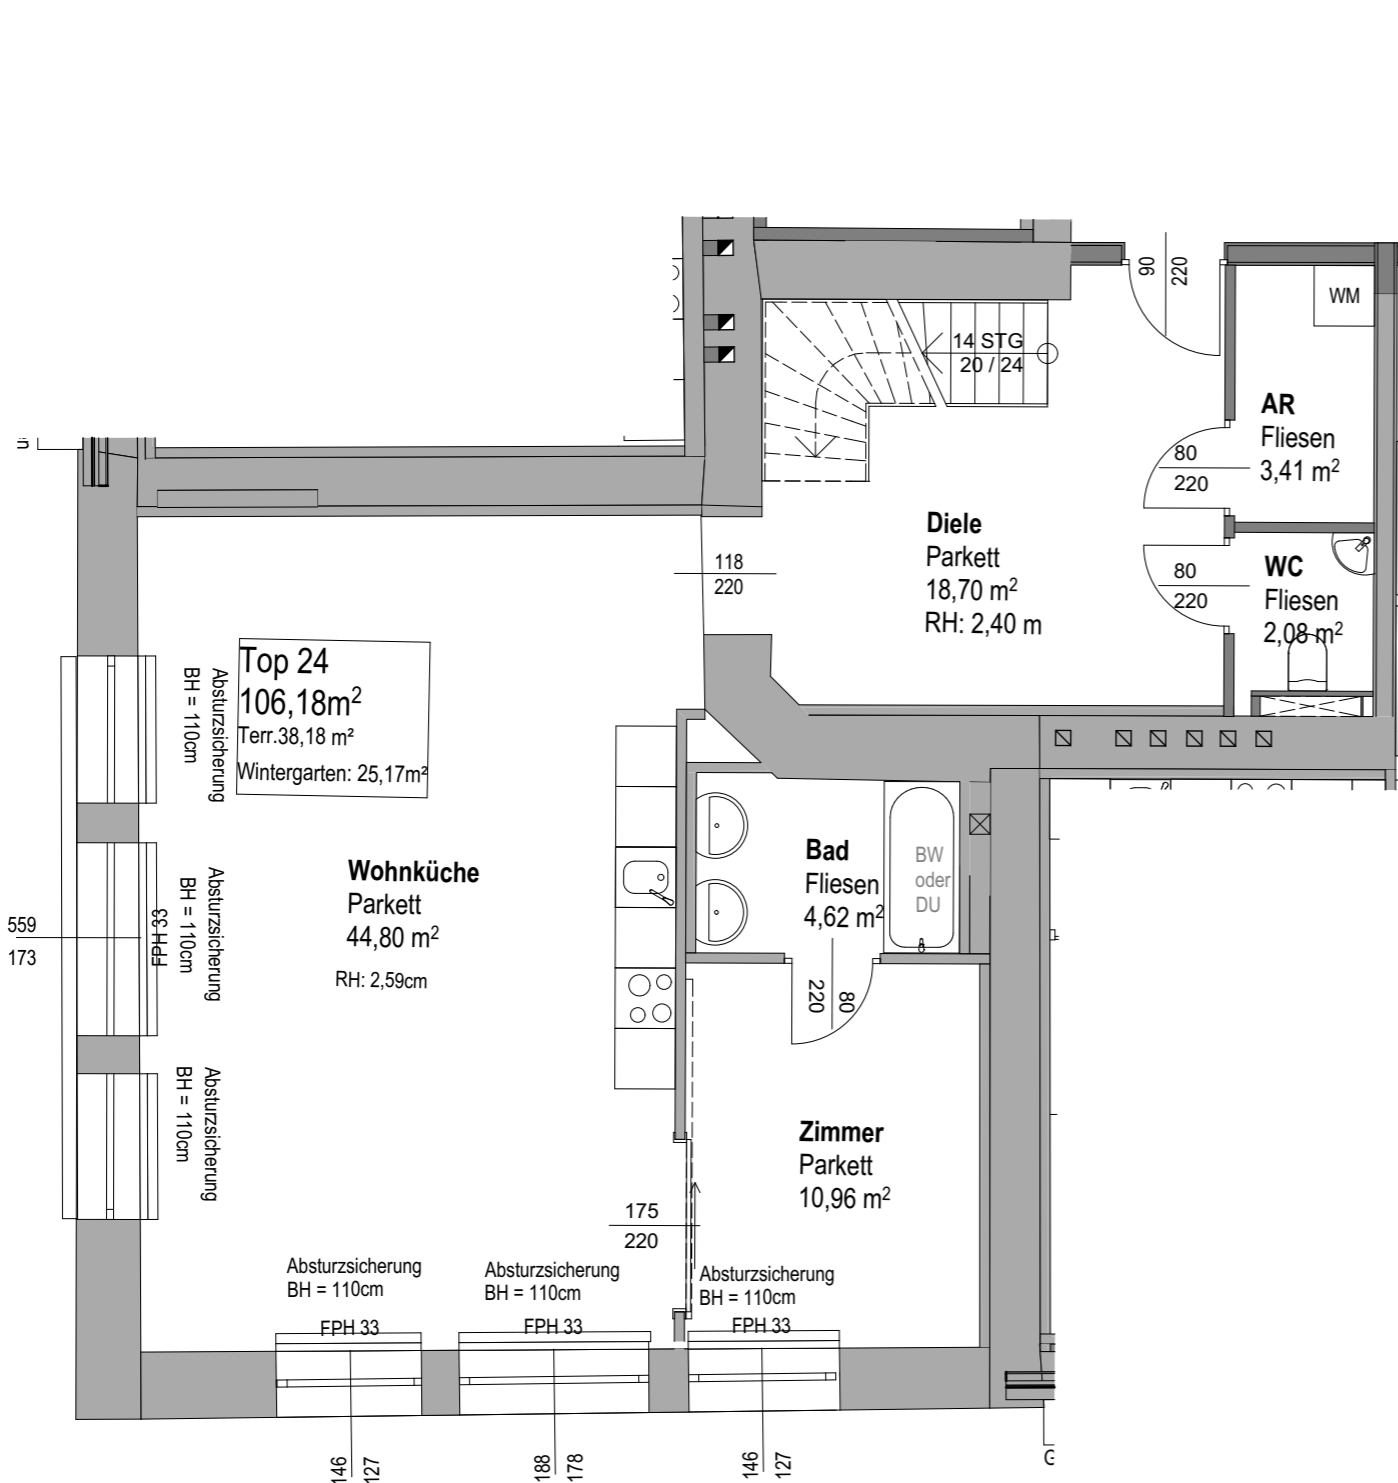 90
220
WM
14 STG
20 / 24
AR
Fliesen
3,41 m²
80
220
Diele
Parkett
18,70 m²
RH: 2,40 m
118
220
80
220
WC
Fliesen
2,08 m²
Top 24
106,18m²
Terr.38,18 m²
Wintergarten: 25,17m²
Absturzsicherung
BH = 110cm
Absturzsicherung
BH = 110cm
FPH 33
Absturzsicherung
BH = 110cm
559
173
Wohnküche
Parkett
44,80 m²
RH: 2,59cm
Bad
Fliesen
4,62 m²
BW
oder
DU
80
220
Zimmer
Parkett
10,96 m²
175
220
Absturzsicherung
BH = 110cm
FPH 33
Absturzsicherung
BH = 110cm
FPH 33
Absturzsicherung
BH = 110cm
FPH 33
146
127
188
178
146
127